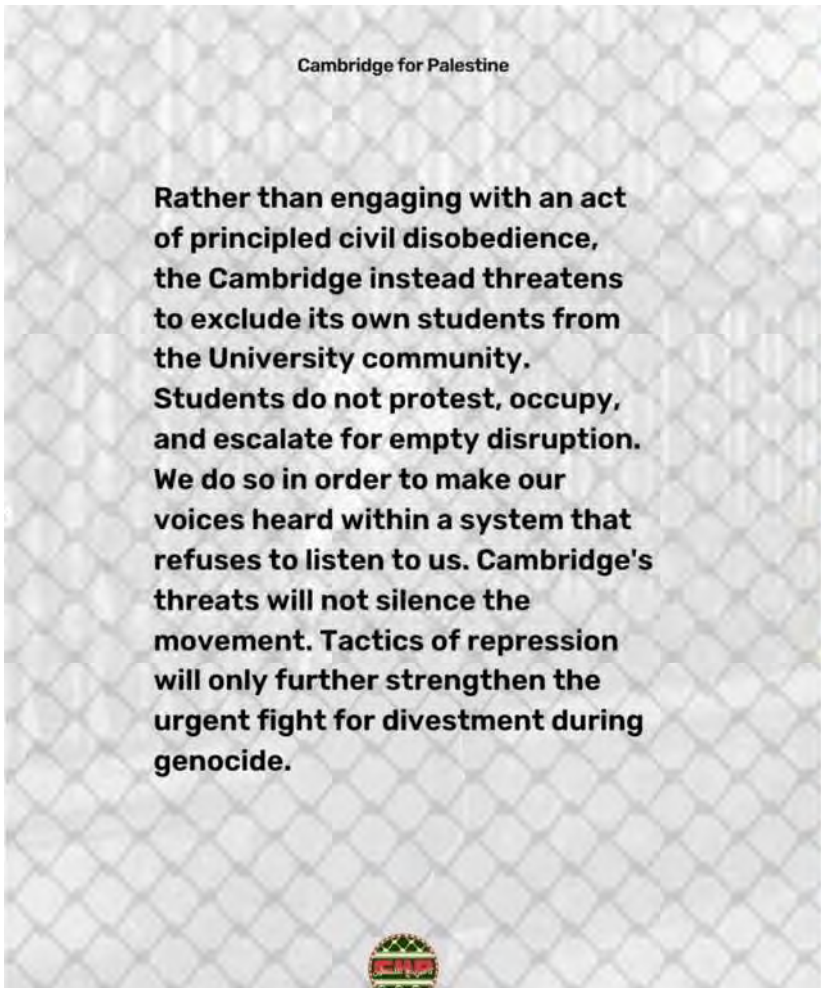 Cambridge for Palestine
Rather than engaging with an act
of principled civil disobedience,
the Cambridge instead threatens
to exclude its own students from
the University community.
Students do not protest, occupy,
and escalate for empty disruption.
We do so in order to make our
voices heard within a system that
refuses to listen to us. Cambridge's
threats will not silence the
movement. Tactics of repression
will only further strengthen the
urgent fight for divestment during
genocide.